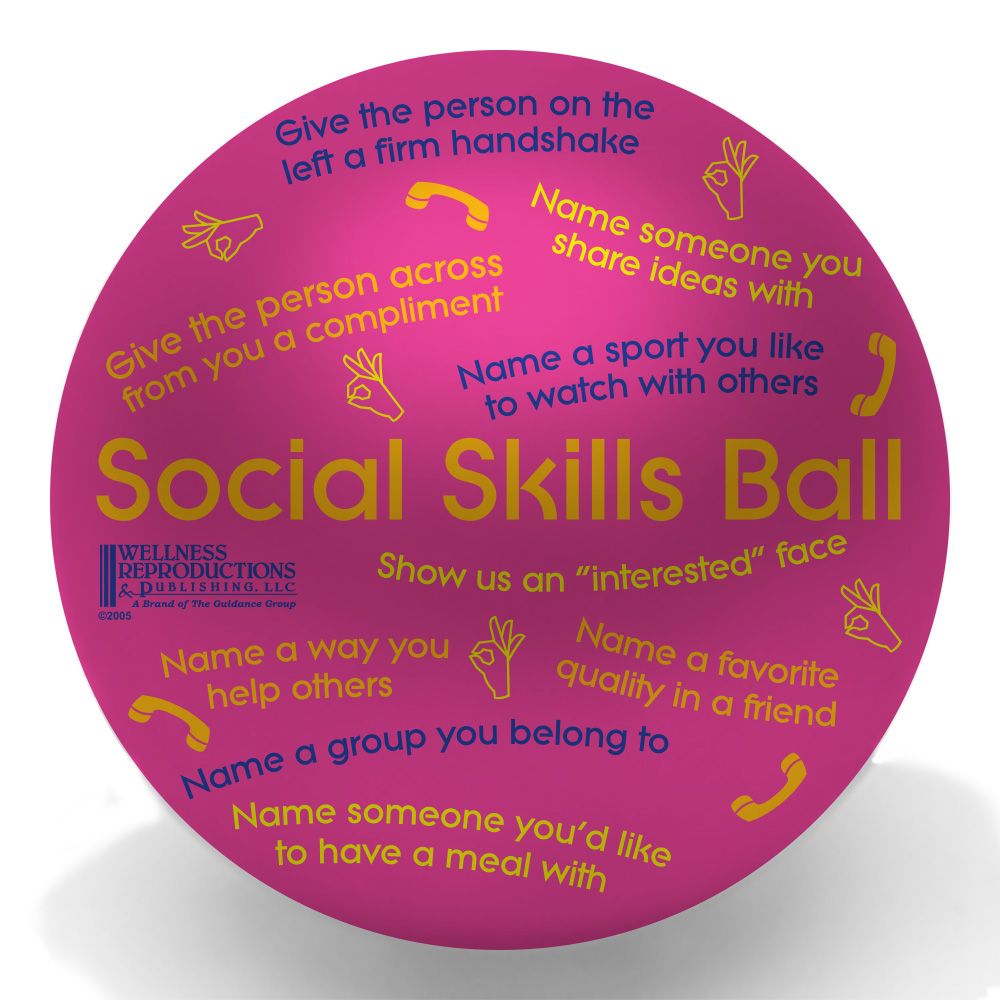 Give the person on the
left a firm handshake
Name someone you
share ideas with
Give the person across
from you a compliment
Name a sport you like
to watch with others
Social Skills Ball
WELLNESS
REPRODUCTIONS
& PUBLISHING, LLC
A Brand of The Guidance Group
©2005
Show us an “interested” face
Name a way you
help others
Name a favorite
quality in a friend
Name a group you belong to
Name someone you’d like
to have a meal with